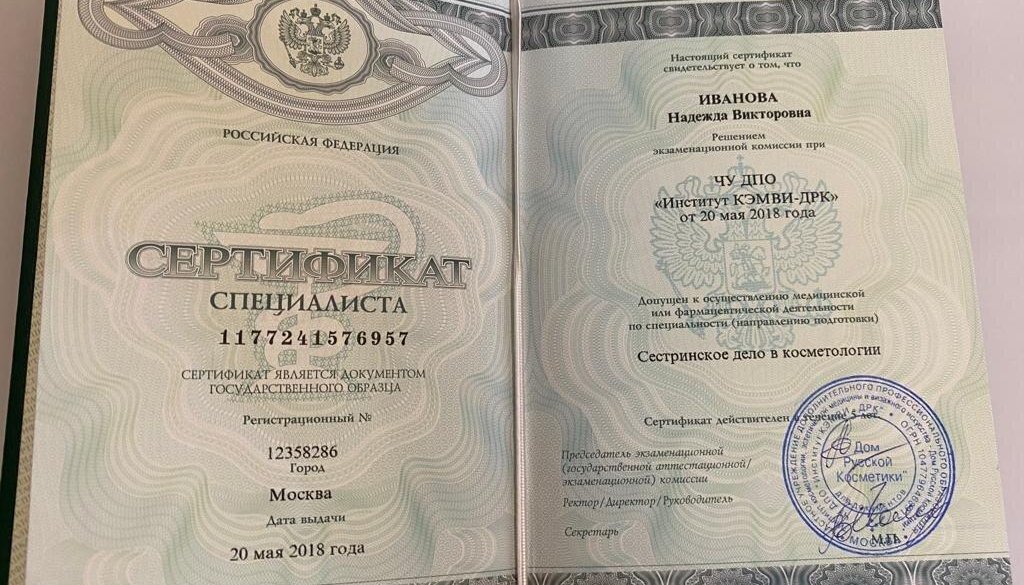 РОССИЙСКАЯ ФЕДЕРАЦИЯ
СЕРТИФИКАТ
СПЕЦИАЛИСТА
1177241576957
СЕРТИФИКАТ ЯВЛЯЕТСЯ ДОКУМЕНТОМ
ГОСУДАРСТВЕННОГО ОБРАЗЦА
Регистрационный №
12358286
Город
Москва
Дата выдачи
20 мая 2018 года
Настоящий сертификат
свидетельствует о том, что
ИВАНОВА
Надежда Викторовна
Решением
экзаменационной комиссии при
ЧУ ДПО
«Институт КЭМВИ-ДРК»
от 20 мая 2018 года
Допущен к осуществлению медицинской
или фармацевтической деятельности
по специальности (направлению подготовки)
Сестринское дело в косметологии
Сертификат действителен в течение 5 лет
Председатель экзаменационной
(государственной аттестационной/
экзаменационной) комиссии
Ректор/Директор/Руководитель
Секретарь
М.П.
Дом
Русской
Косметики"
для документов
МОСКВА